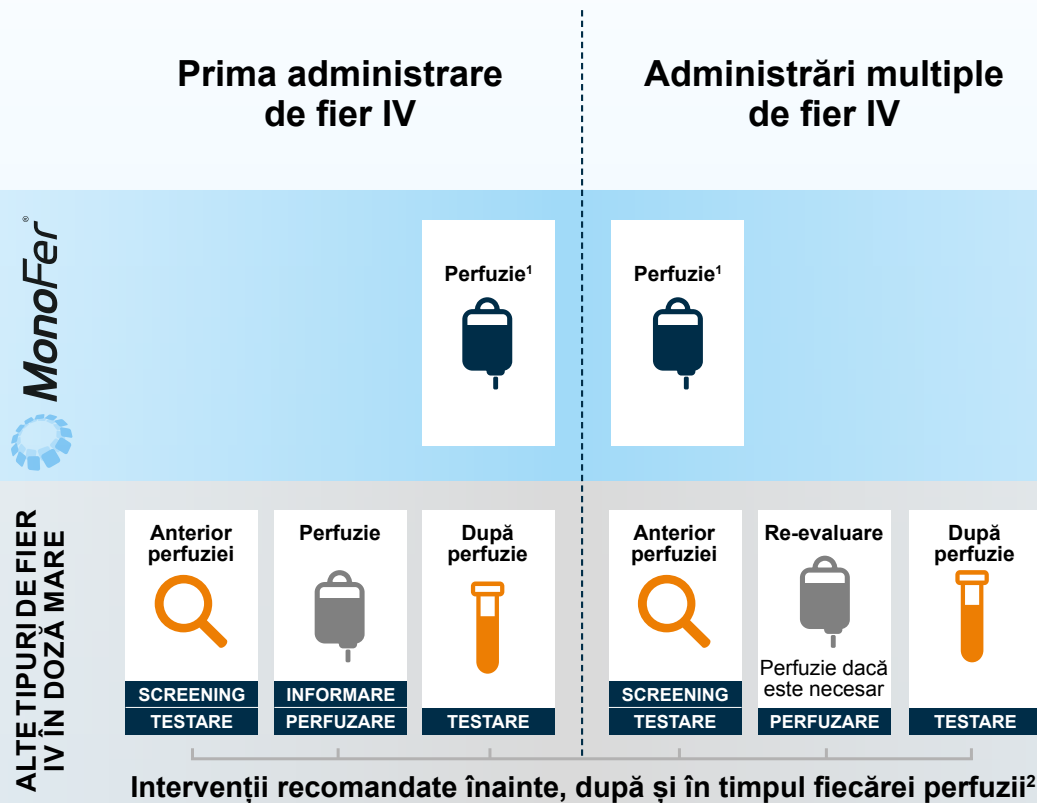 Prima administrare
de fier IV
Administrări multiple
de fier IV
MonoFer®
Perfuzie¹
Perfuzie¹
ALTE TIPURI DE FIER
IV ÎN DOZĂ MARE
Anterior
perfuziei
SCREENING
TESTARE
Perfuzie
INFORMARE
PERFUZARE
După
perfuzie
TESTARE
Anterior
perfuziei
SCREENING
TESTARE
Re-evaluare
Perfuzie dacă
este necesar
PERFUZARE
După
perfuzie
TESTARE
Intervenții recomandate înainte, după și în timpul fiecărei perfuzii²